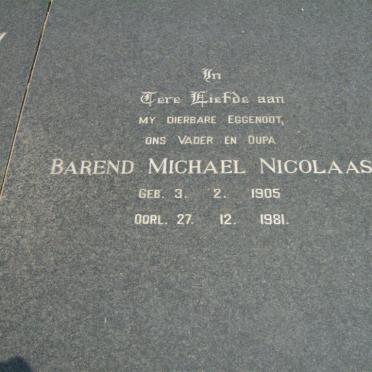 In
Tere Liefde aan
MY DIERBARE EGGENOOT,
ONS VADER EN OUPA
BAREND MICHAEL NICOLAAS
GEB. 3. 2. 1905
OORL. 27. 12. 1981.